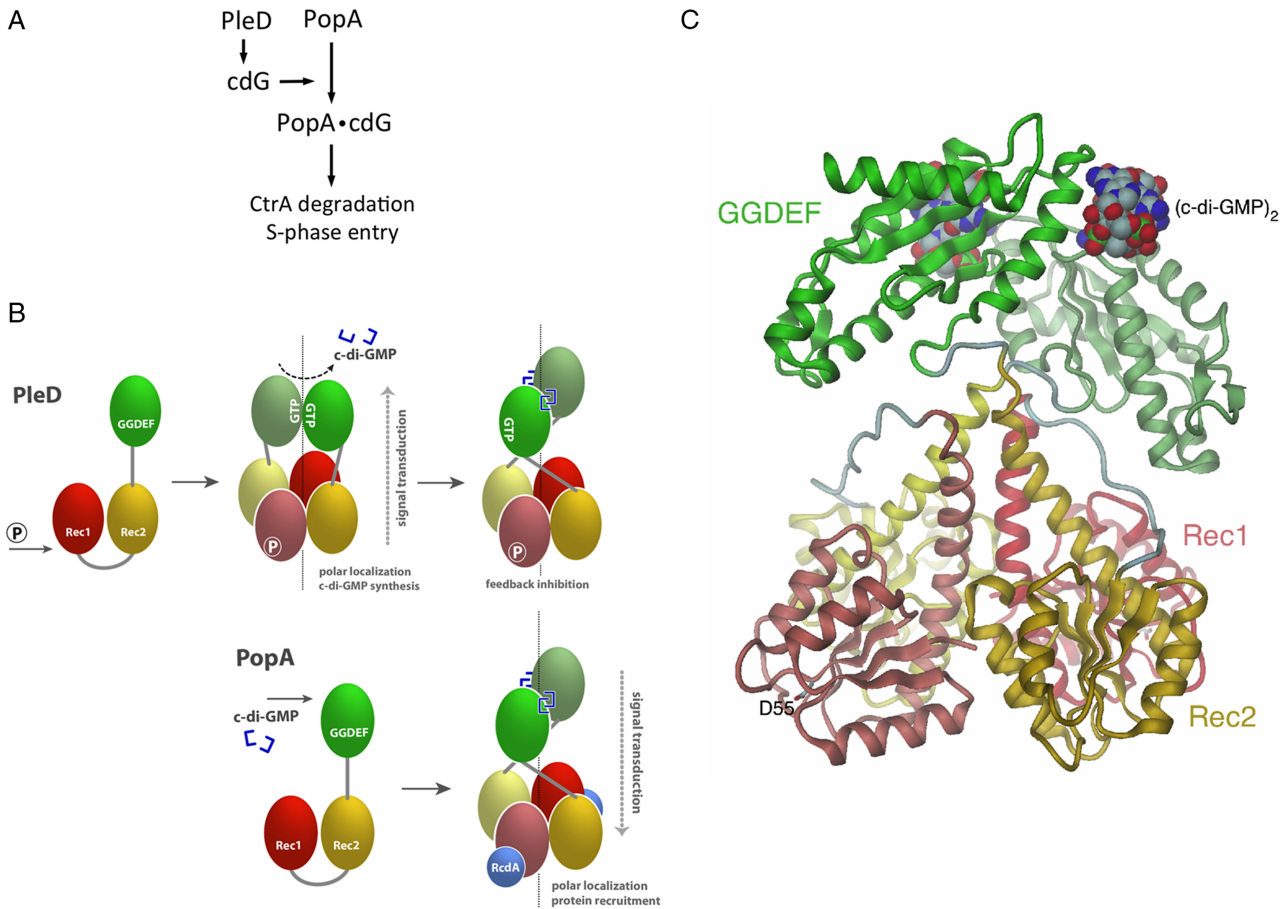 A
PleD
PopA
cdG
PopA•cdG
CtrA degradation
S-phase entry
B
PleD
P
Rec1
Rec2
GGDEF
GTP
GTP
c-di-GMP
P
signal transduction
polar localization
c-di-GMP synthesis
GTP
P
feedback inhibition
PopA
c-di-GMP
GGDEF
Rec1
Rec2
RcdA
signal transduction
polar localization
protein recruitment
C
GGDEF
(c-di-GMP)2
Rec1
D55
Rec2